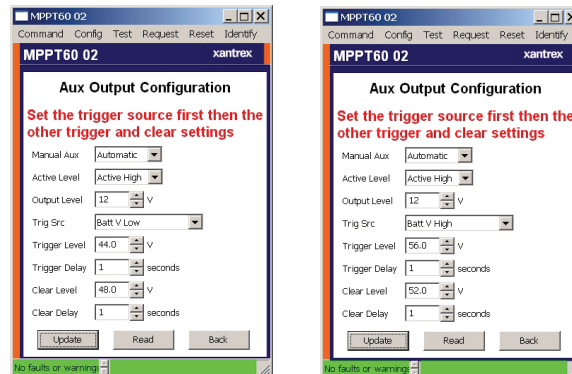 MPPT60 02
Command Config Test Request Reset Identify
MPPT60 02 xantrex
Aux Output Configuration
Set the trigger source first then the
other trigger and clear settings
Manual Aux Automatic
Active Level Active High
Output Level 12 V
Trig Src Batt V Low
Trigger Level 44.0 V
Trigger Delay 1 seconds
Clear Level 48.0 V
Clear Delay 1 seconds
Update Read Back
No faults or warnings
MPPT60 02
Command Config Test Request Reset Identify
MPPT60 02 xantrex
Aux Output Configuration
Set the trigger source first then the
other trigger and clear settings
Manual Aux Automatic
Active Level Active High
Output Level 12 V
Trig Src Batt V High
Trigger Level 56.0 V
Trigger Delay 1 seconds
Clear Level 52.0 V
Clear Delay 1 seconds
Update Read Back
No faults or warnings